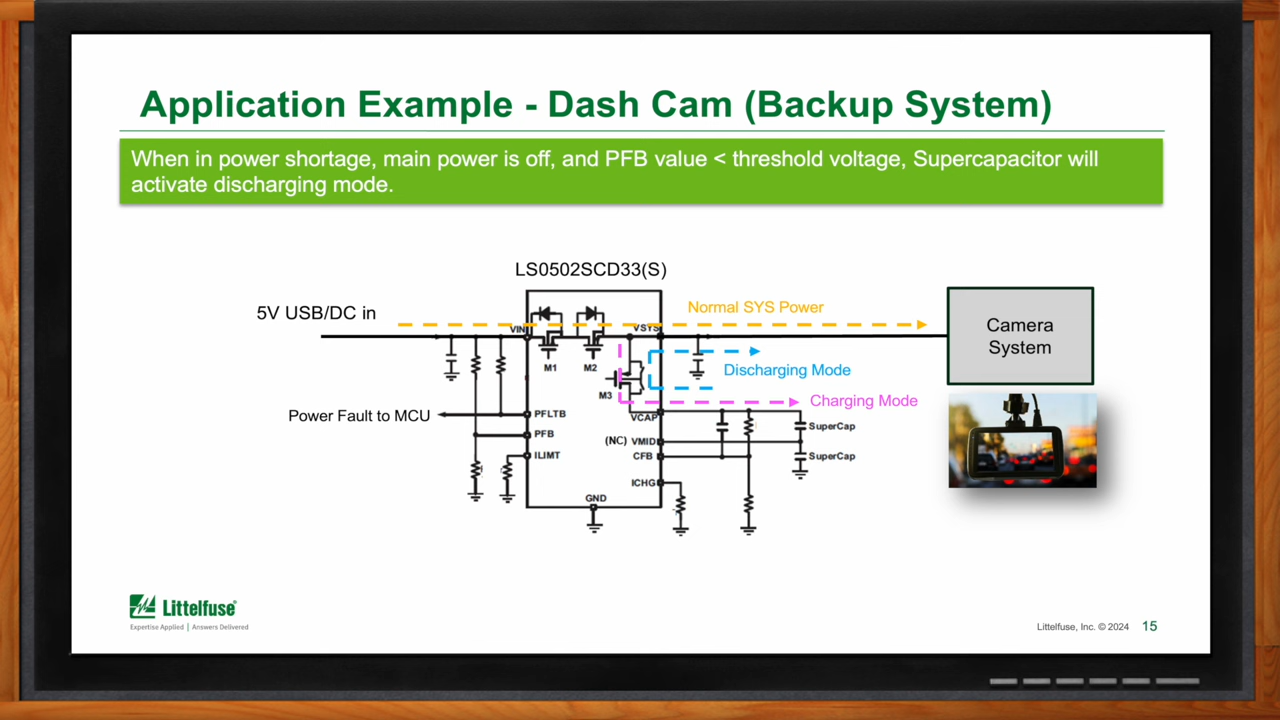 Application Example - Dash Cam (Backup System)
When in power shortage, main power is off, and PFB value < threshold voltage, Supercapacitor will
activate discharging mode.
LS0502SCD33(S)
5V USB/DC in
Normal SYS Power
VIN
VSYS
M1
M2
M3
Discharging Mode
Charging Mode
Camera
System
Power Fault to MCU
PFLTB
PFB
ILIMT
VCAP
(NC) VMID
CFB
ICHG
GND
SuperCap
SuperCap
Littelfuse®
Expertise Applied | Answers Delivered
Littelfuse, Inc. © 2024 15